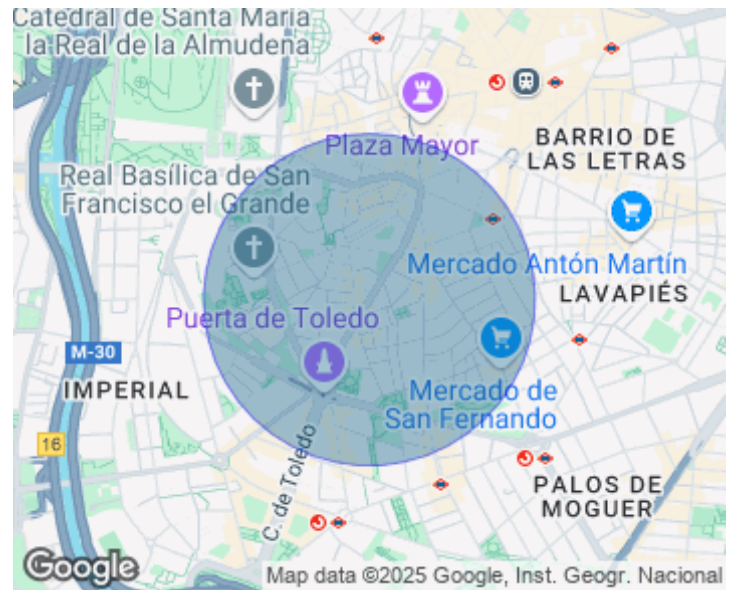 Catedral de Santa María
la Real de la Almudena
Plaza Mayor
BARRIO DE
LAS LETRAS
Real Basílica de San
Francisco el Grande
Mercado Antón Martín
LAVAPIÉS
Puerta de Toledo
M-30
IMPERIAL
Mercado de
San Fernando
16
C. de Toledo
PALOS DE
MOGUER
Google
Map data ©2025 Google, Inst. Geogr. Nacional